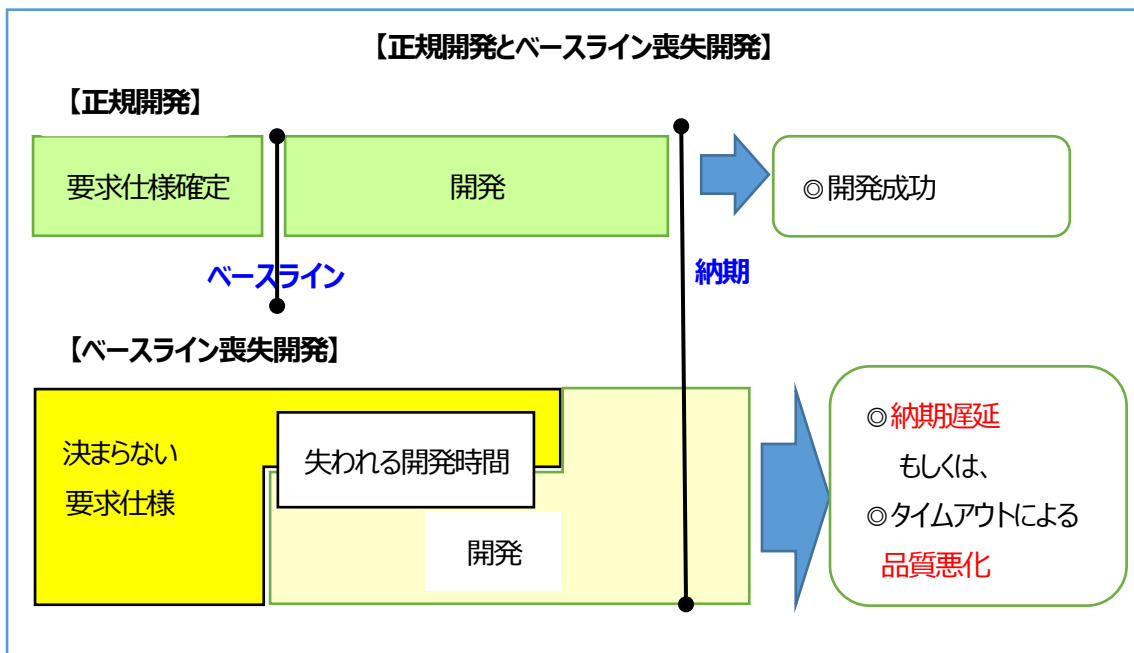 【正規開発とベースライン喪失開発】
【正規開発】
要求仕様確定
開発
◎開発成功
ベースライン
納期
【ベースライン喪失開発】
決まらない
要求仕様
失われる開発時間
開発
◎納期遅延
もしくは、
◎タイムアウトによる
品質悪化